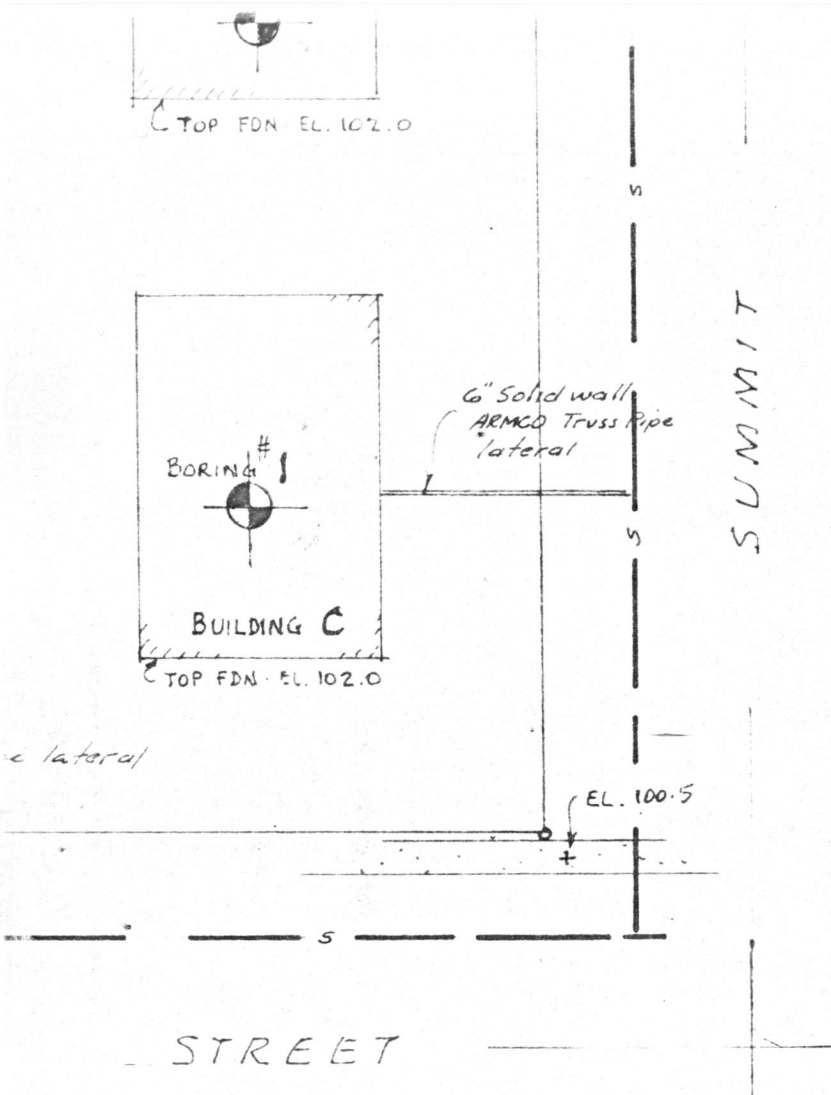 TOP FDN EL. 102.0
S
SUMMIT
6" Solid wall
ARMCO Truss Pipe
lateral
BORING #1
S
BUILDING C
TOP FDN. EL. 102.0
lateral
EL. 100.5
S
STREET